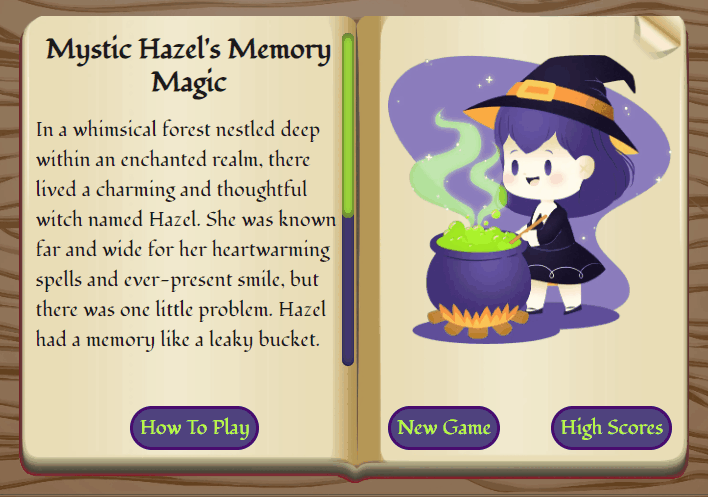 Mystic Hazel's Memory
Magic
In a whimsical forest nestled deep
within an enchanted realm, there
lived a charming and thoughtful
witch named Hazel. She was known
far and wide for her heartwarming
spells and ever-present smile, but
there was one little problem. Hazel
had a memory like a leaky bucket.
How To Play
New Game
High Scores